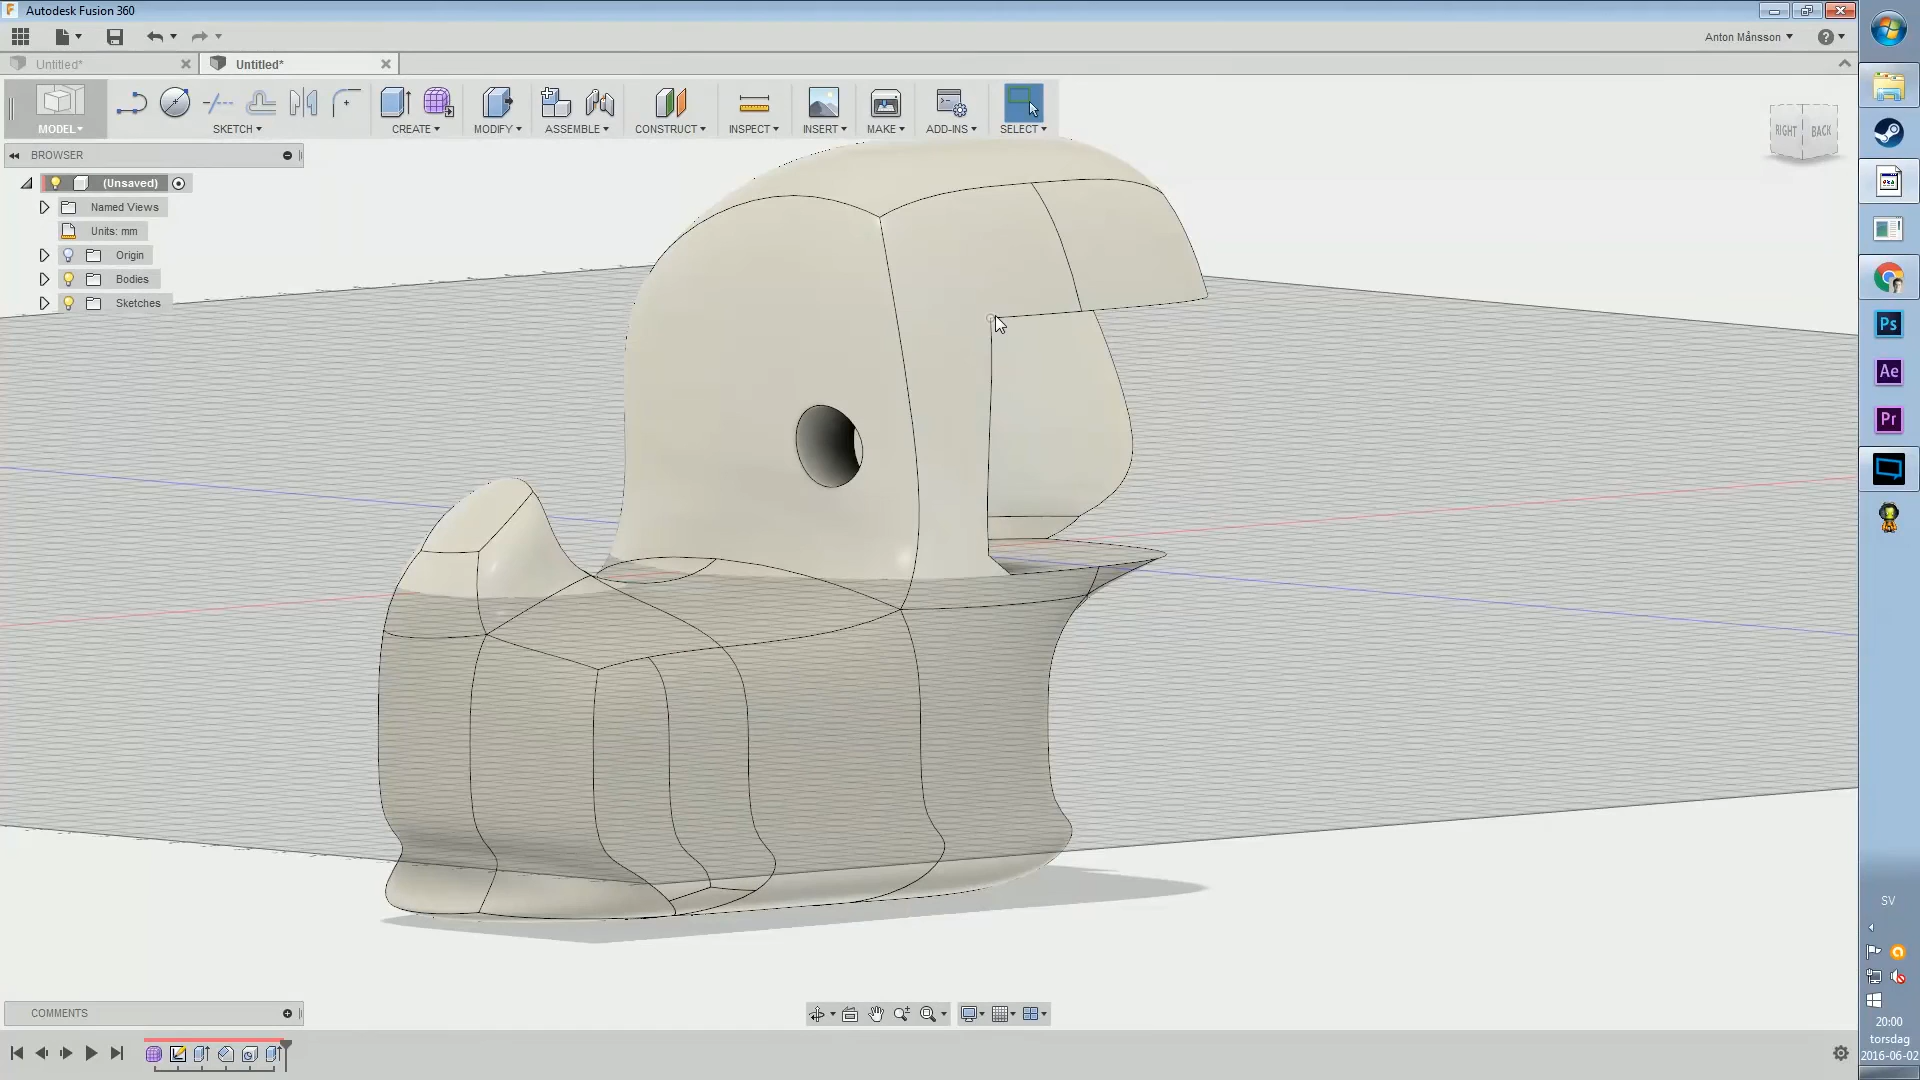 Autodesk Fusion 360
Anton Månsson
Untitled*
Untitled*
MODEL
SKETCH
CREATE
MODIFY
ASSEMBLE
CONSTRUCT
INSPECT
INSERT
MAKE
ADD-INS
SELECT
RIGHT
BACK
BROWSER
(Unsaved)
Named Views
Units: mm
Origin
Bodies
Sketches
Ps
Ae
Pr
SV
COMMENTS
20:00
torsdag
2016-06-02